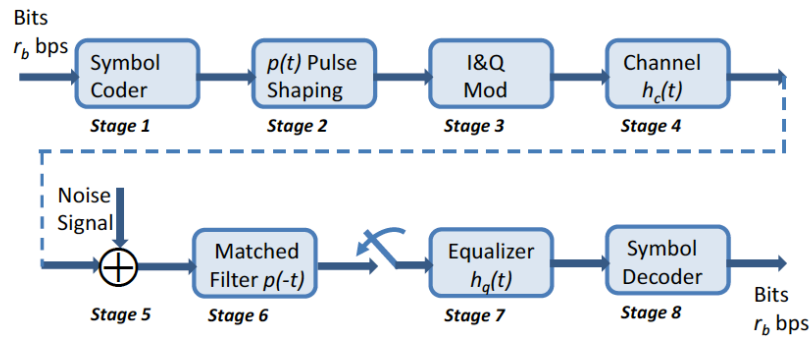 Bits
r_b bps
Symbol
Coder
Stage 1
p(t) Pulse
Shaping
Stage 2
I&Q
Mod
Stage 3
Channel
h_c(t)
Stage 4
Noise
Signal
Stage 5
Matched
Filter p(-t)
Stage 6
Equalizer
h_q(t)
Stage 7
Symbol
Decoder
Stage 8
Bits
r_b bps